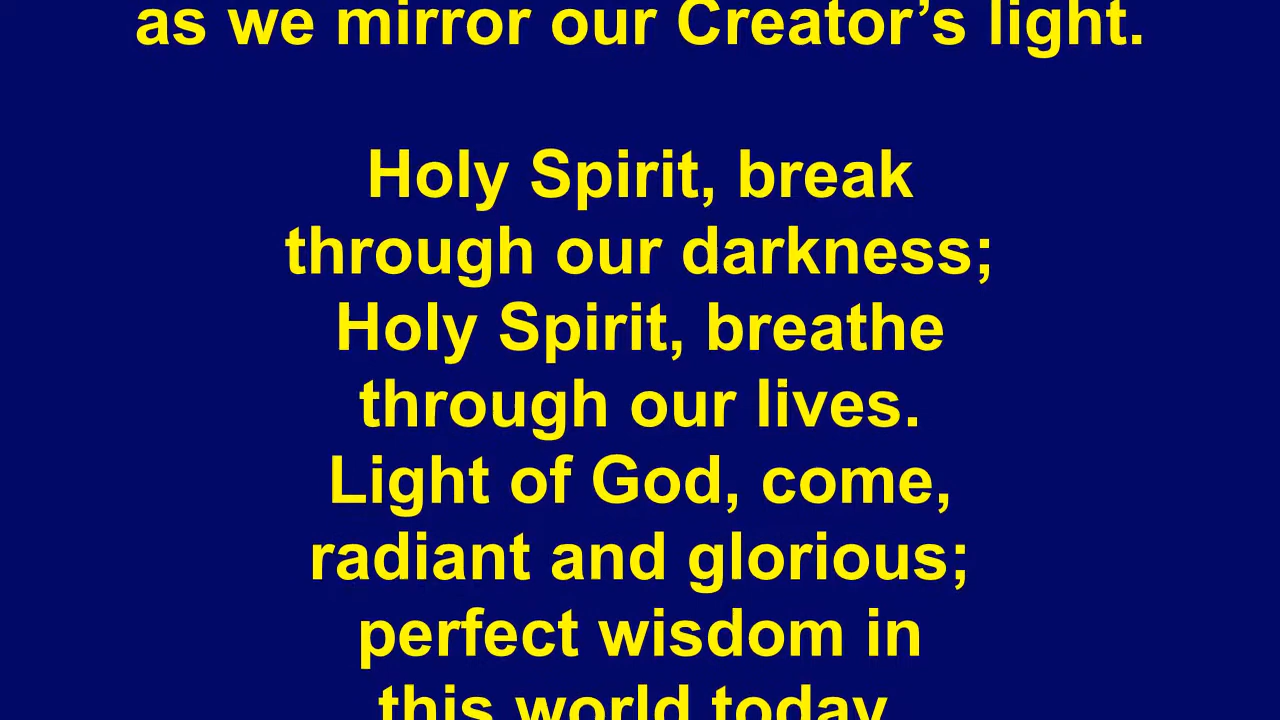 as we mirror our Creator’s light.
Holy Spirit, break
through our darkness;
Holy Spirit, breathe
through our lives.
Light of God, come,
radiant and glorious;
perfect wisdom in
this world today